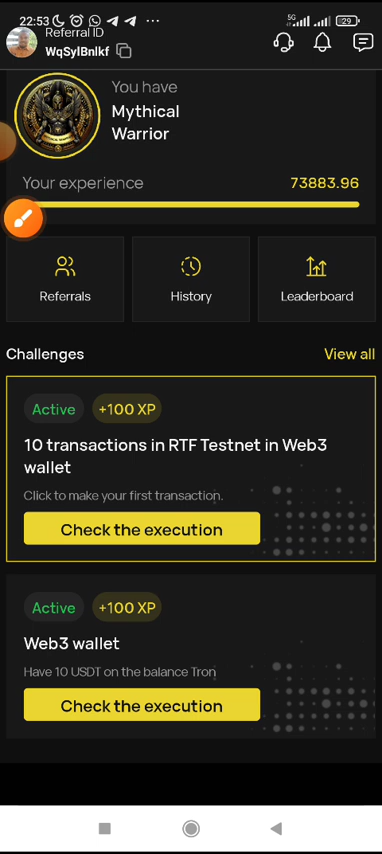 22:53
5G
29
Referral ID
WqSylBnlkf
You have
Mythical
Warrior
Your experience
73883.96
Referrals
History
Leaderboard
Challenges
View all
Active
+100 XP
10 transactions in RTF Testnet in Web3
wallet
Click to make your first transaction.
Check the execution
Active
+100 XP
Web3 wallet
Have 10 USDT on the balance Tron
Check the execution